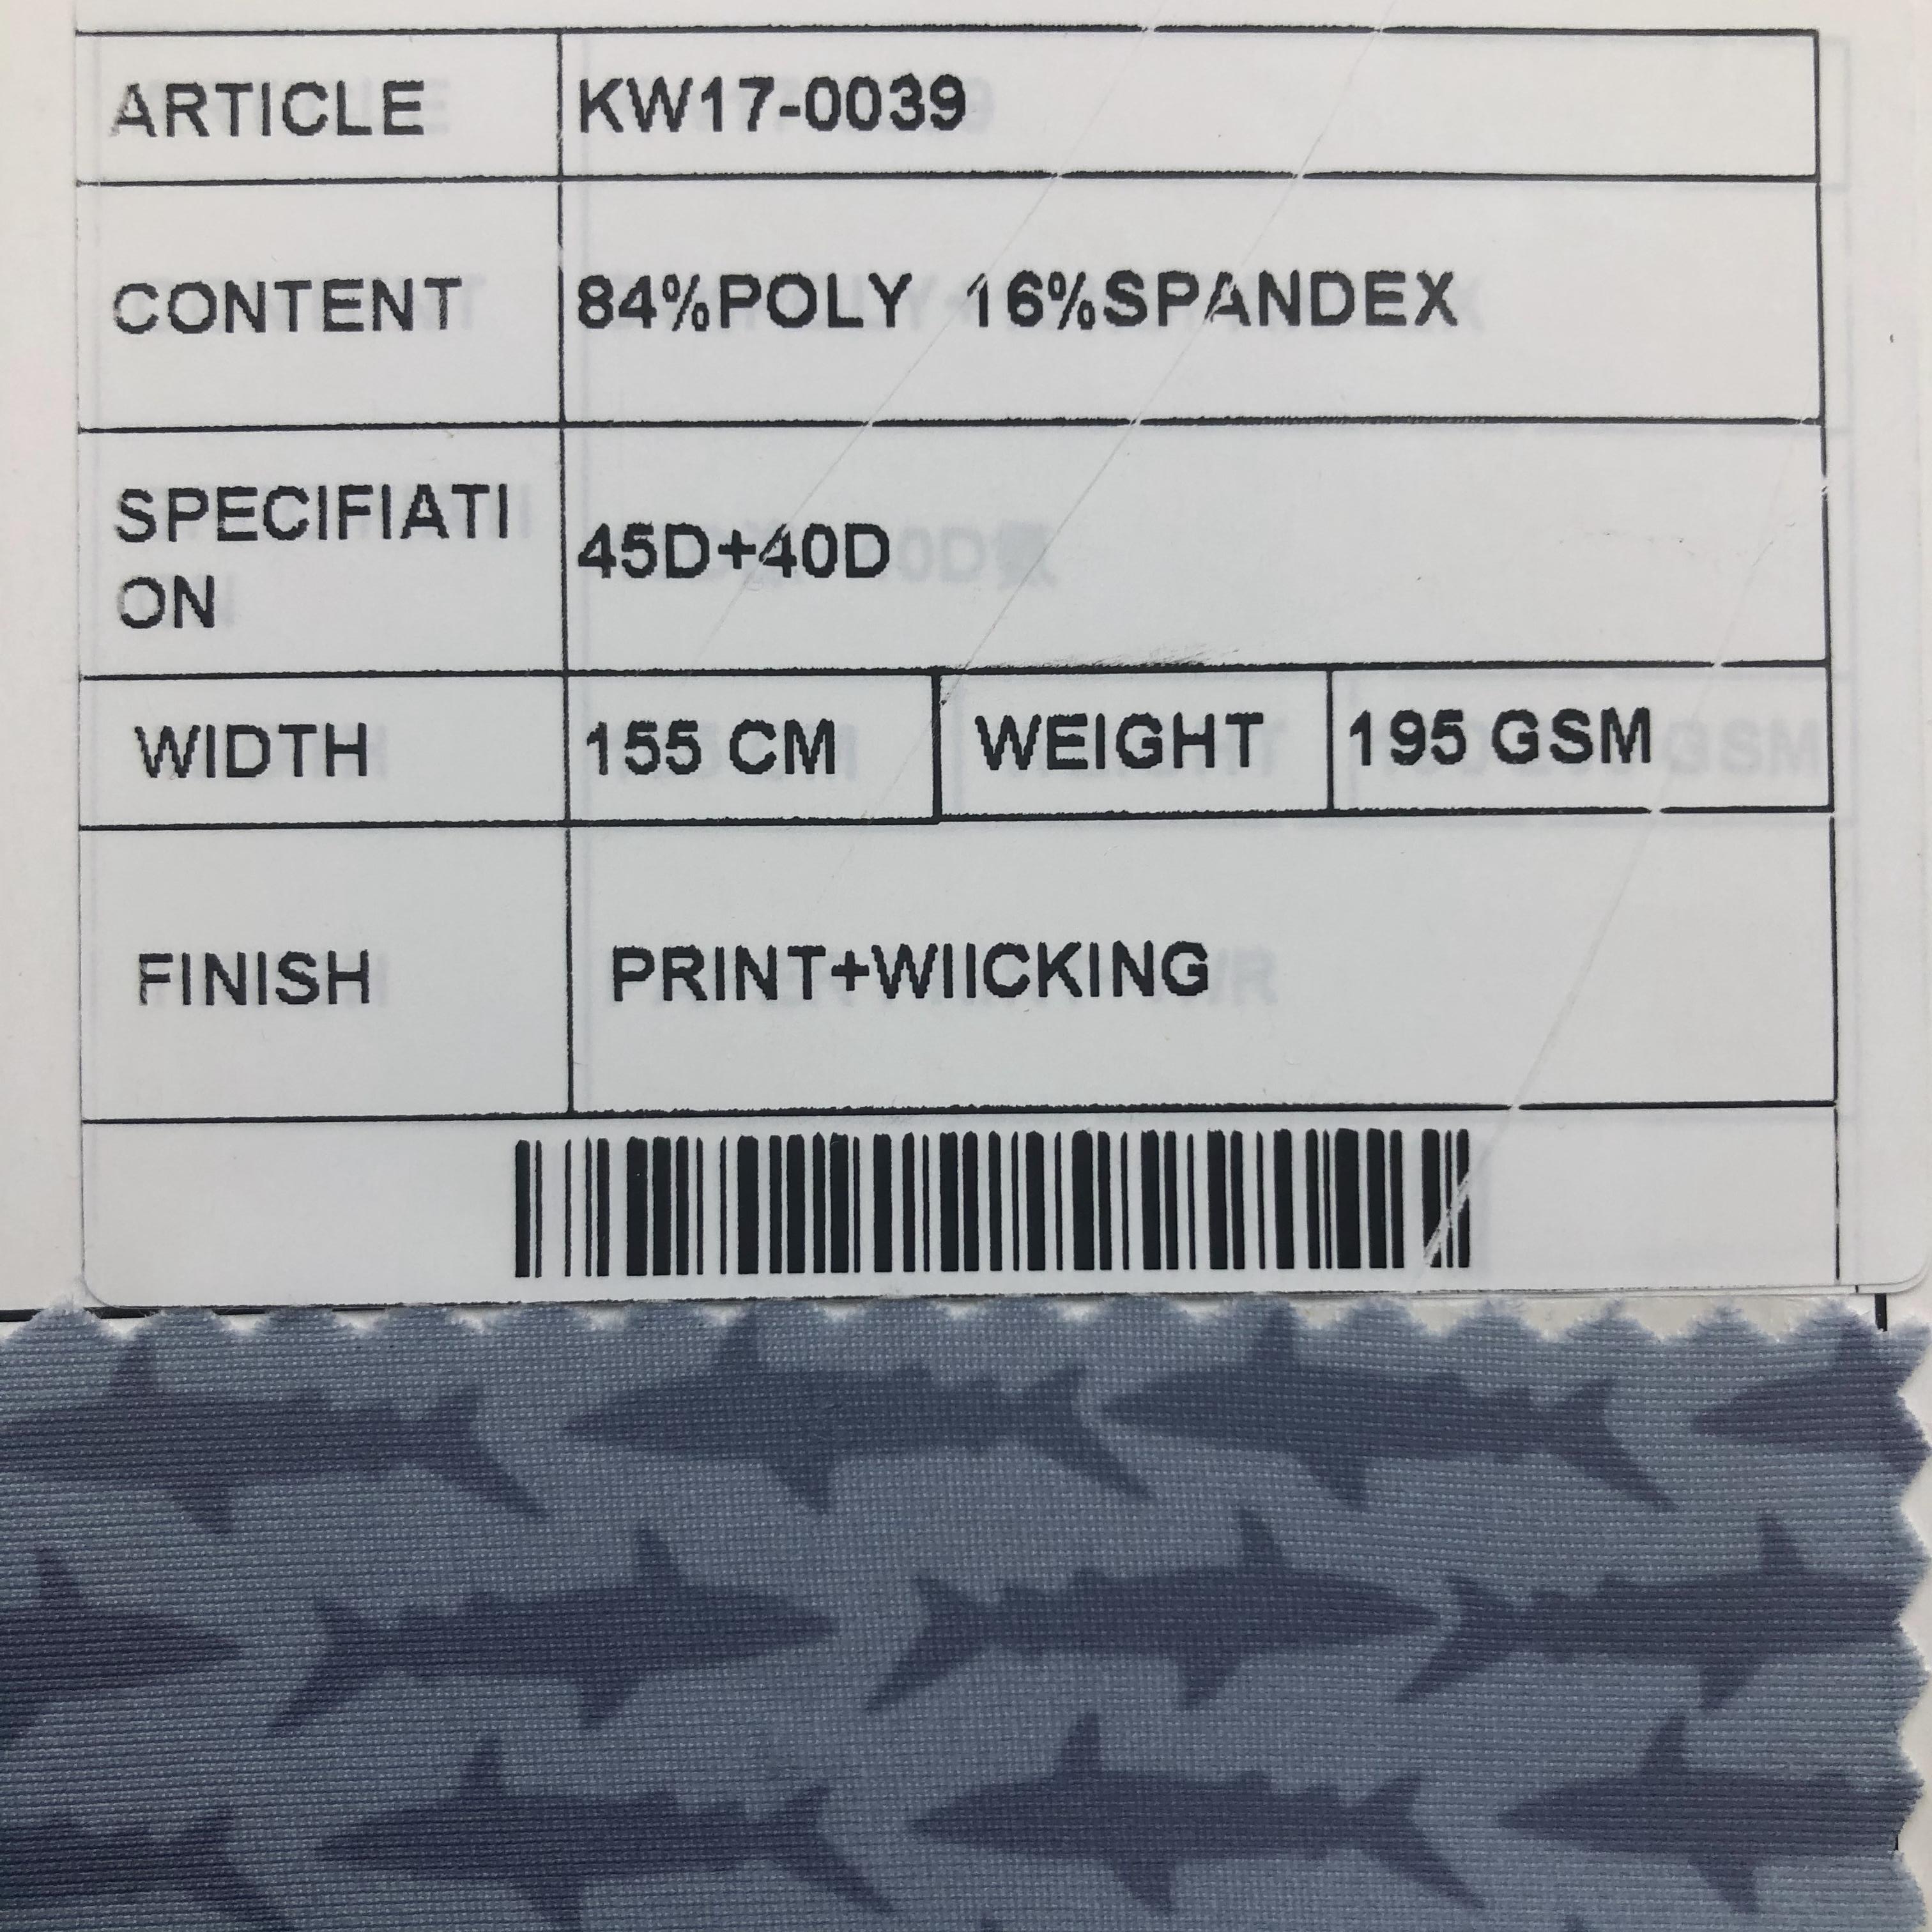 ARTICLE KW17-0039
CONTENT 84%POLY 16%SPANDEX
SPECIFIATI
ON
45D+40D
WIDTH 155 CM WEIGHT 195 GSM
FINISH PRINT+WIICKING